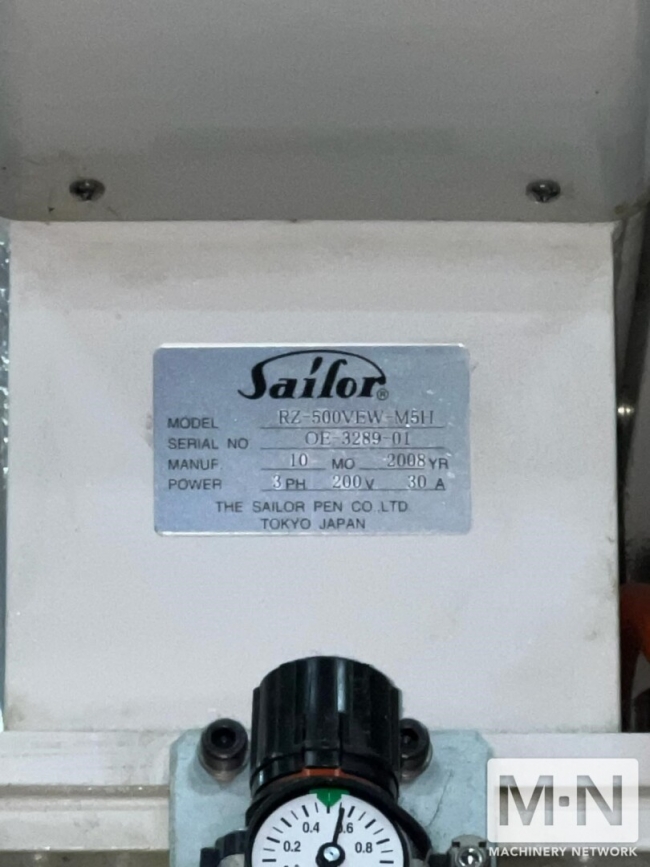 Sailor®
MODEL RZ-500VEW-M5H
SERIAL NO OE-3289-01
MANUF. 10 MO 2008 YR
POWER 3 PH 200 V 30 A
THE SAILOR PEN CO.,LTD.
TOKYO JAPAN
0.4 0.6
0.2 0.8
M·N
MACHINERY NETWORK